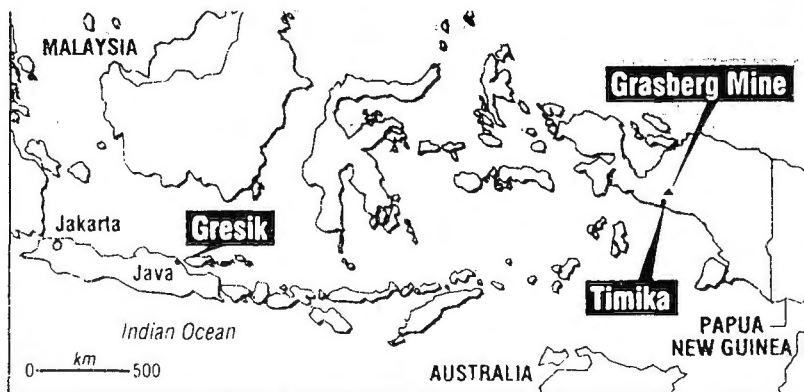 MALAYSIA
Grasberg Mine
Jakarta
Gresik
Java
Timika
Indian Ocean
PAPUA
NEW GUINEA
km
0 500
AUSTRALIA